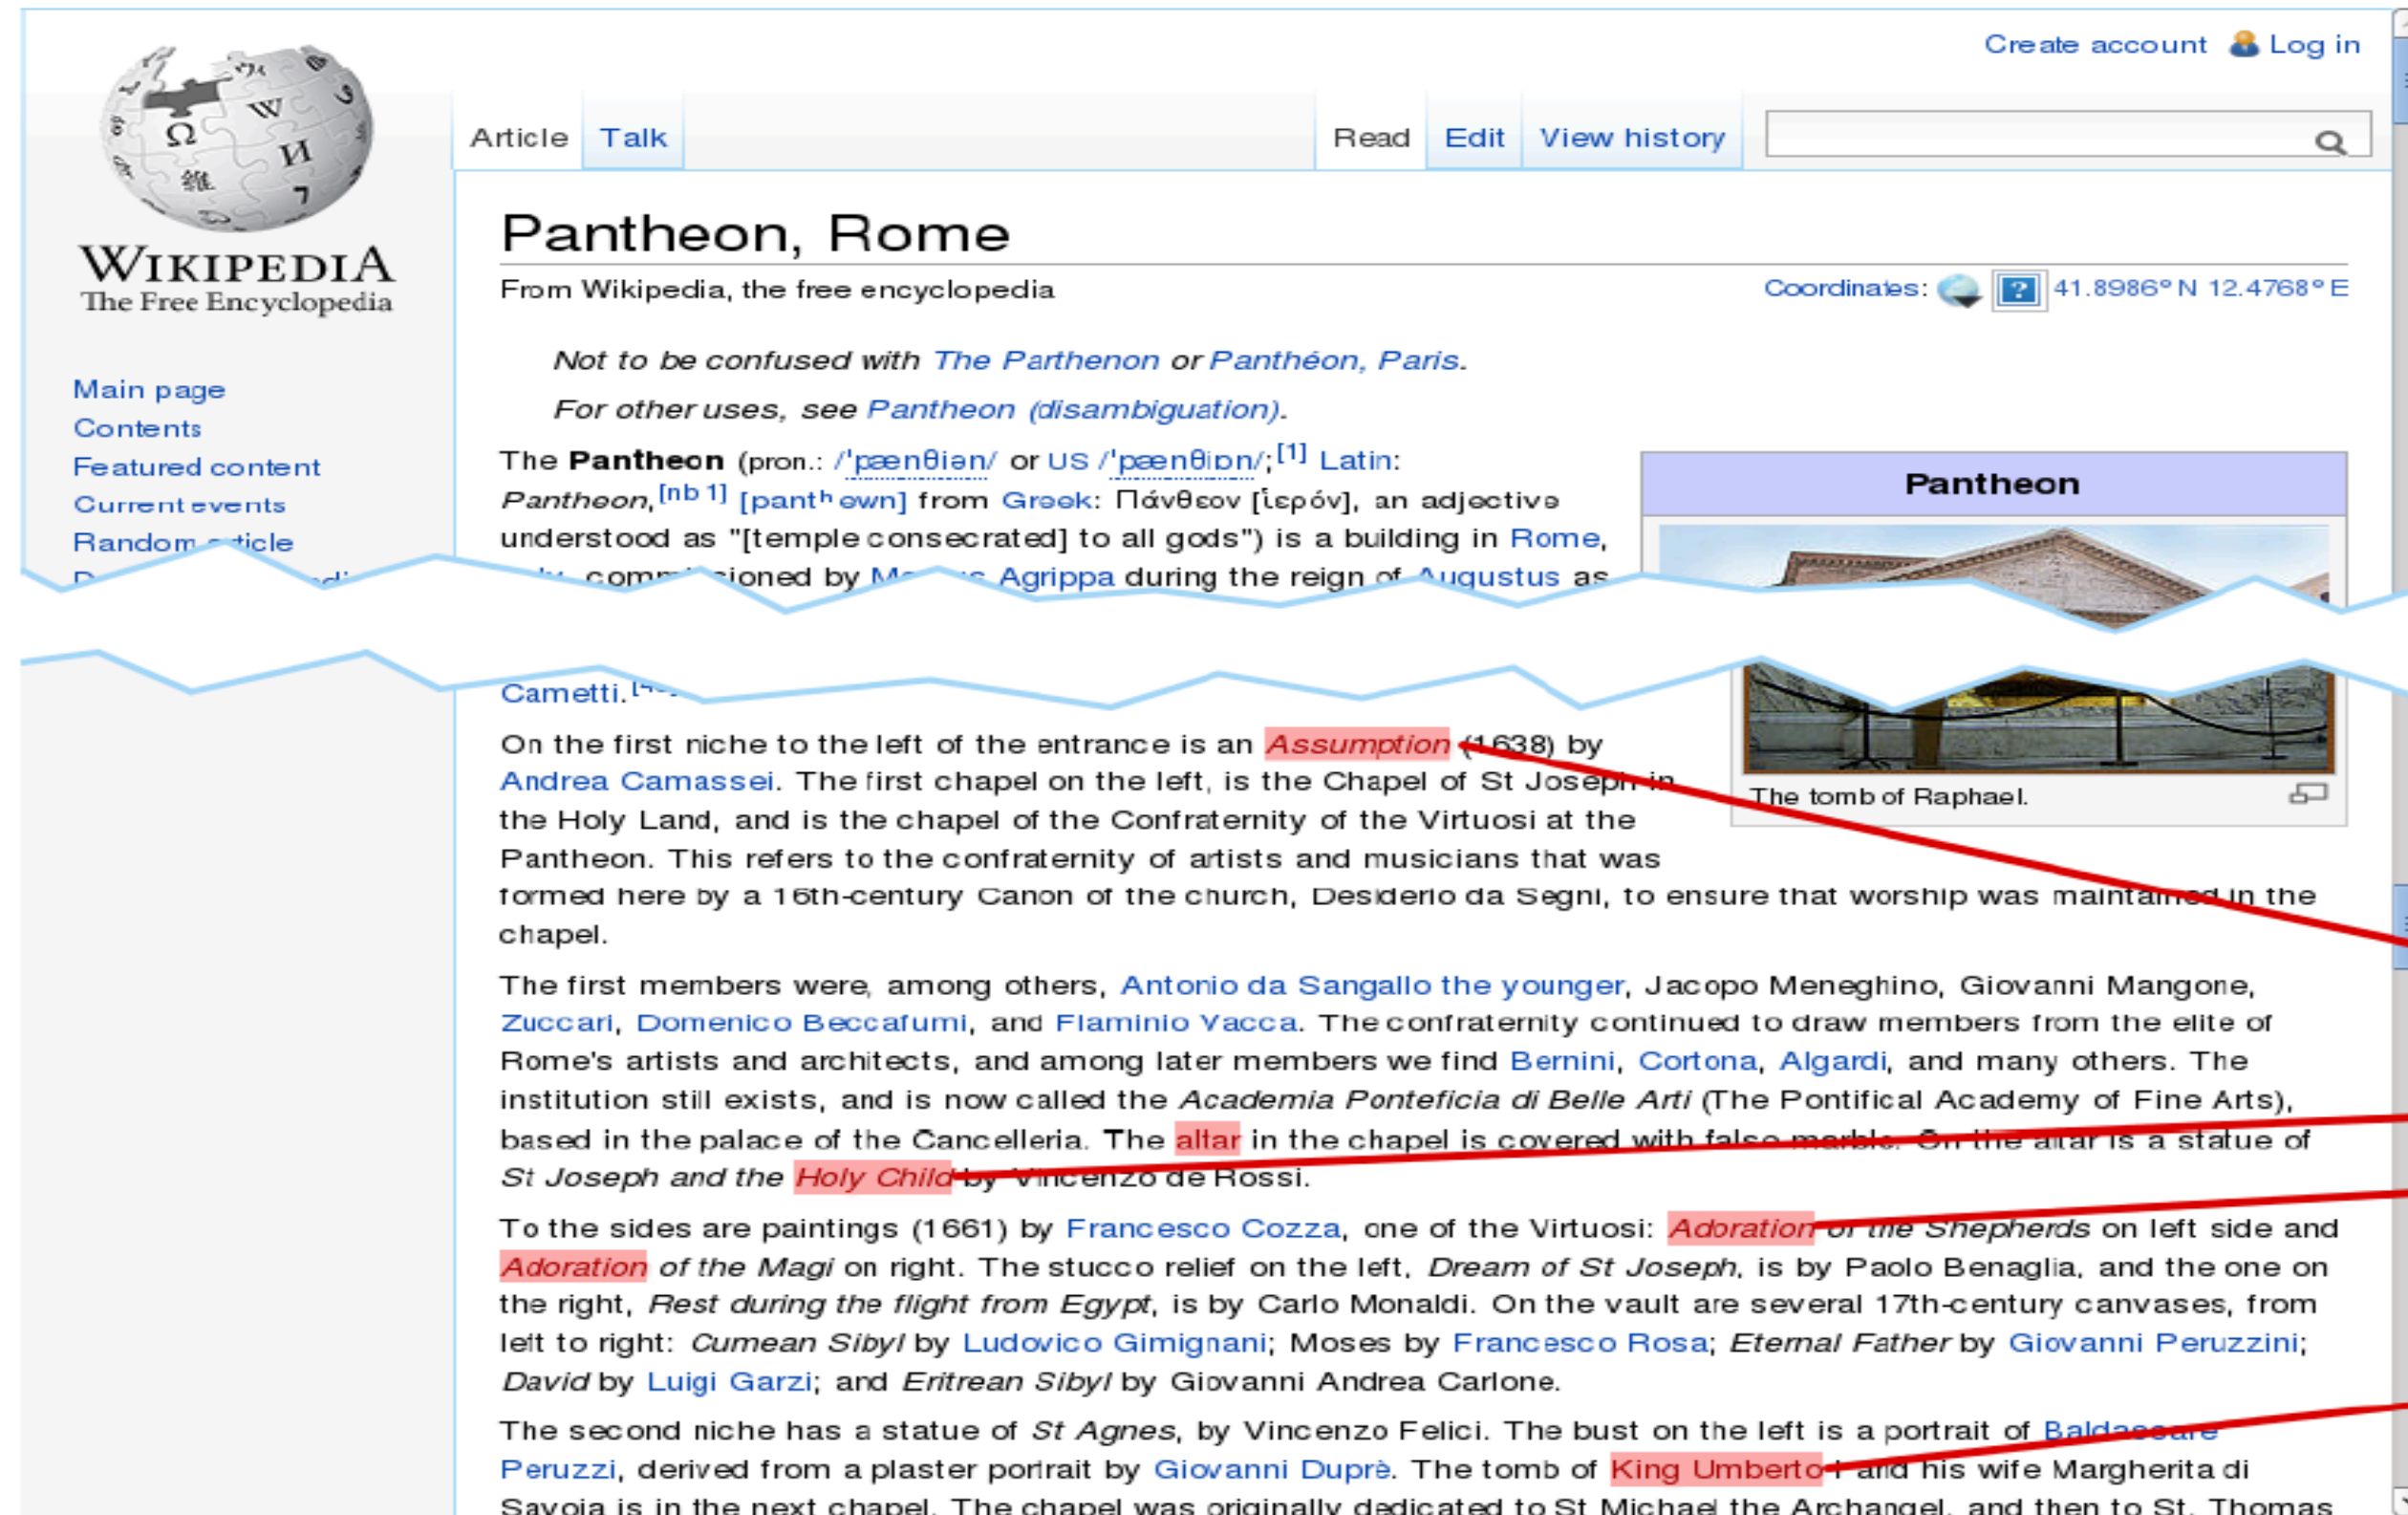 Create account Log in
Article Talk Read Edit View history
WIKIPEDIA
The Free Encyclopedia
Main page
Contents
Featured content
Current events
Random article
Pantheon, Rome
From Wikipedia, the free encyclopedia
Coordinates: 41.8986° N 12.4768° E
Not to be confused with The Parthenon or Panthéon, Paris.
For other uses, see Pantheon (disambiguation).
The Pantheon (pron.: /ˈpænθiən/ or US /ˈpænθiɒn/;[1] Latin:
Pantheon,[nb 1] [pantʰewn] from Greek: Πάνθεον [ἱερόν], an adjective
understood as "[temple consecrated] to all gods") is a building in Rome,
commissioned by Marcus Agrippa during the reign of Augustus as
Pantheon
Cametti.
The tomb of Raphael.
On the first niche to the left of the entrance is an Assumption (1638) by
Andrea Camassei. The first chapel on the left, is the Chapel of St Joseph in
the Holy Land, and is the chapel of the Confraternity of the Virtuosi at the
Pantheon. This refers to the confraternity of artists and musicians that was
formed here by a 16th-century Canon of the church, Desiderio da Segni, to ensure that worship was maintained in the
chapel.
The first members were, among others, Antonio da Sangallo the younger, Jacopo Meneghino, Giovanni Mangone,
Zuccari, Domenico Beccafumi, and Flaminio Vacca. The confraternity continued to draw members from the elite of
Rome's artists and architects, and among later members we find Bernini, Cortona, Algardi, and many others. The
institution still exists, and is now called the Academia Ponteficia di Belle Arti (The Pontifical Academy of Fine Arts),
based in the palace of the Cancelleria. The altar in the chapel is covered with false marble. On the altar is a statue of
St Joseph and the Holy Child by Vincenzo de Rossi.
To the sides are paintings (1661) by Francesco Cozza, one of the Virtuosi: Adoration of the Shepherds on left side and
Adoration of the Magi on right. The stucco relief on the left, Dream of St Joseph, is by Paolo Benaglia, and the one on
the right, Rest during the flight from Egypt, is by Carlo Monaldi. On the vault are several 17th-century canvases, from
left to right: Cumean Sibyl by Ludovico Gimignani; Moses by Francesco Rosa; Eternal Father by Giovanni Peruzzini;
David by Luigi Garzi; and Eritrean Sibyl by Giovanni Andrea Carlone.
The second niche has a statue of St Agnes, by Vincenzo Felici. The bust on the left is a portrait of Baldassare
Peruzzi, derived from a plaster portrait by Giovanni Duprè. The tomb of King Umberto I and his wife Margherita di
Savoia is in the next chapel. The chapel was originally dedicated to St Michael the Archangel, and then to St. Thomas